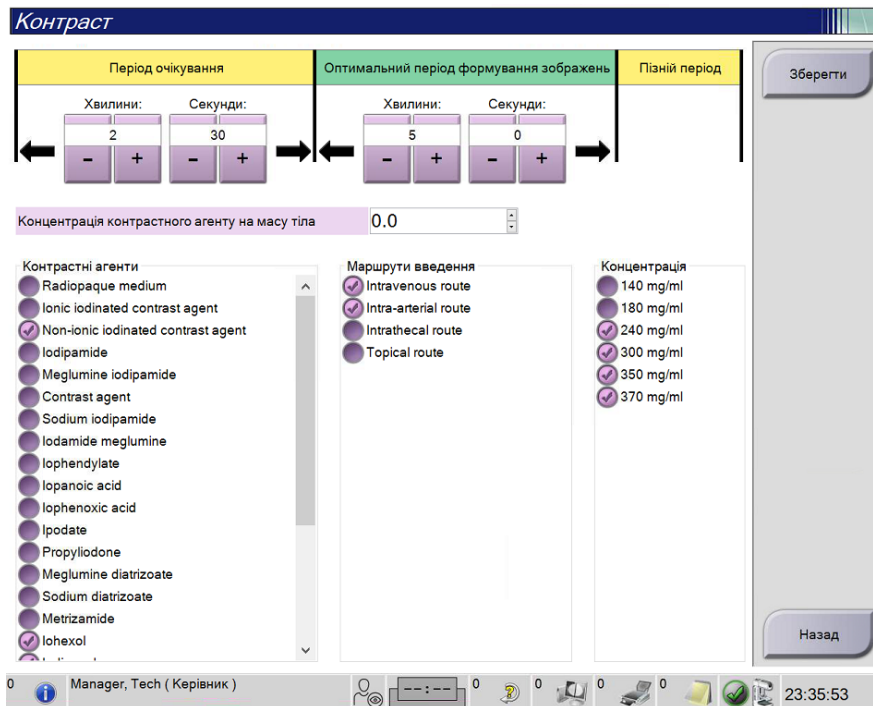 Контраст
Період очікування
Оптимальний період формування зображень
Пізній період
Зберегти
Хвилини: Секунди:
2 30
- + - +
Хвилини: Секунди:
5 0
- + - +
Концентрація контрастного агенту на масу тіла 0.0
Контрастні агенти
Radiopaque medium
Ionic iodinated contrast agent
Non-ionic iodinated contrast agent
Iodipamide
Meglumine iodipamide
Contrast agent
Sodium iodipamide
Iodamide meglumine
Iophendylate
Iopanoic acid
Iophenoxic acid
Ipodate
Propyliodone
Meglumine diatrizoate
Sodium diatrizoate
Metrizamide
Iohexol
Маршрути введення
Intravenous route
Intra-arterial route
Intrathecal route
Topical route
Концентрація
140 mg/ml
180 mg/ml
240 mg/ml
300 mg/ml
350 mg/ml
370 mg/ml
Назад
0 Manager, Tech ( Керівник ) --:-- 0 0 0 0 23:35:53